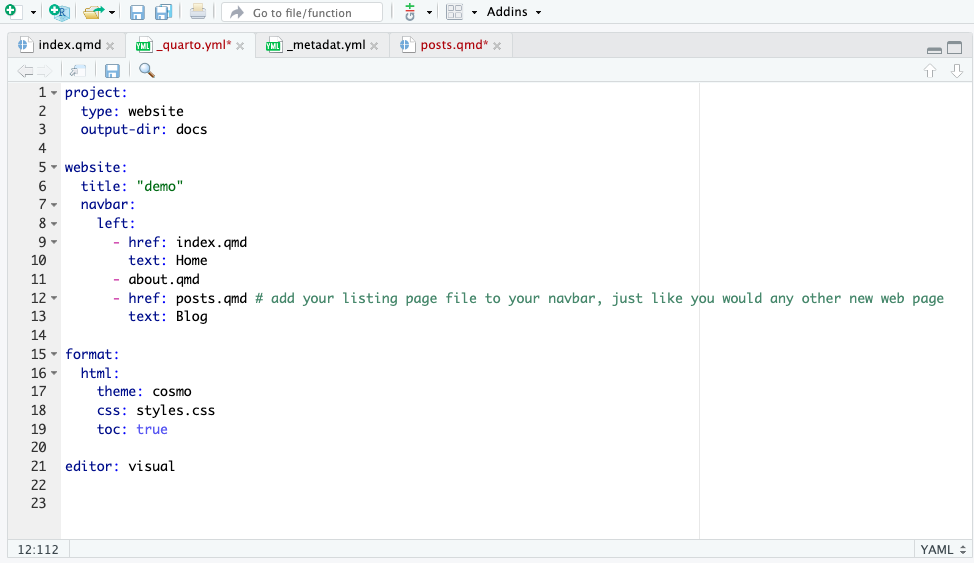 Go to file/function
Git
Addins
index.qmd
_quarto.yml*
_metadat.yml
posts.qmd*
1 project:
2 type: website
3 output-dir: docs
4
5 website:
6 title: "demo"
7 navbar:
8 left:
9 - href: index.qmd
10 text: Home
11 - about.qmd
12 - href: posts.qmd # add your listing page file to your navbar, just like you would any other new web page
13 text: Blog
14
15 format:
16 html:
17 theme: cosmo
18 css: styles.css
19 toc: true
20
21 editor: visual
22
23
12:112
YAML